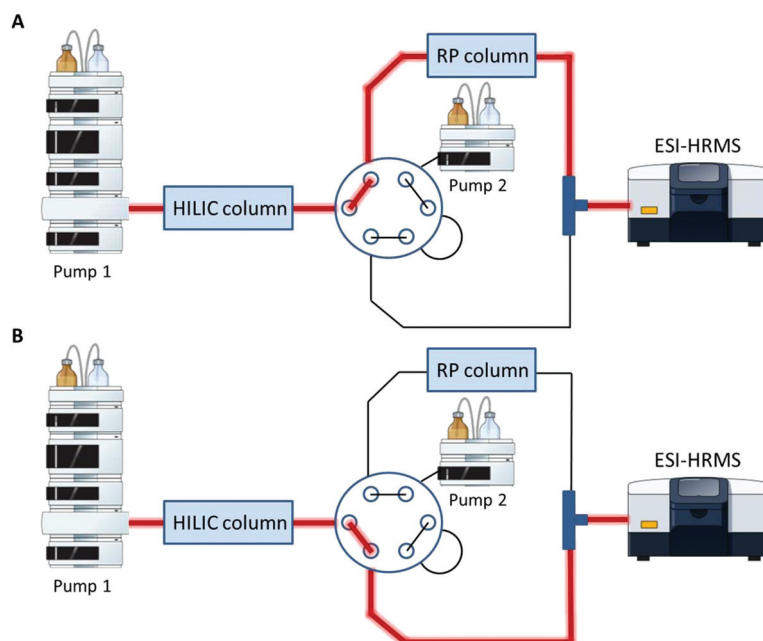 A
RP column
ESI-HRMS
Pump 2
HILIC column
Pump 1
B
RP column
ESI-HRMS
Pump 2
HILIC column
Pump 1